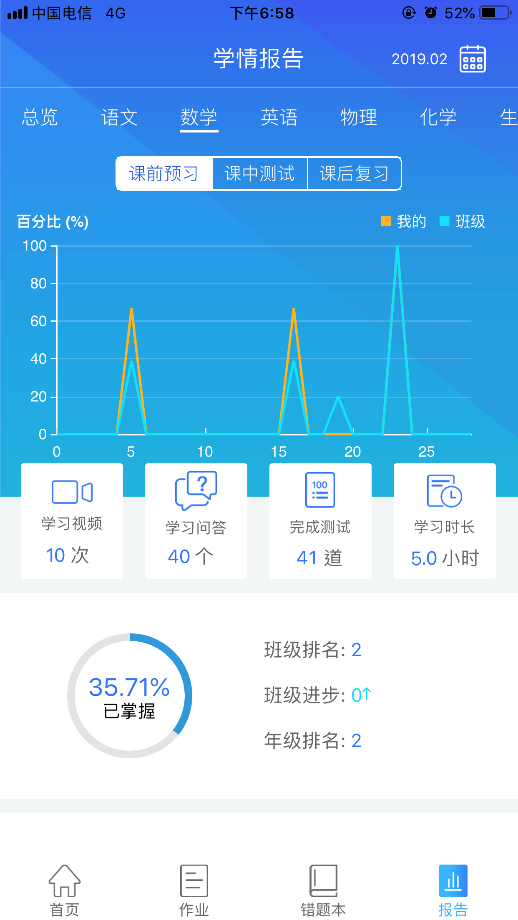 中国电信 4G 下午6:58 52%
学情报告 2019.02
总览 语文 数学 英语 物理 化学 生
课前预习 课中测试 课后复习
百分比 (%) 我的 班级
100
80
60
40
20
0
0 5 10 15 20 25
100
学习视频 学习问答 完成测试 学习时长
10 次 40 个 41 道 5.0 小时
35.71%
已掌握
班级排名: 2
班级进步: 0↑
年级排名: 2
首页 作业 错题本 报告